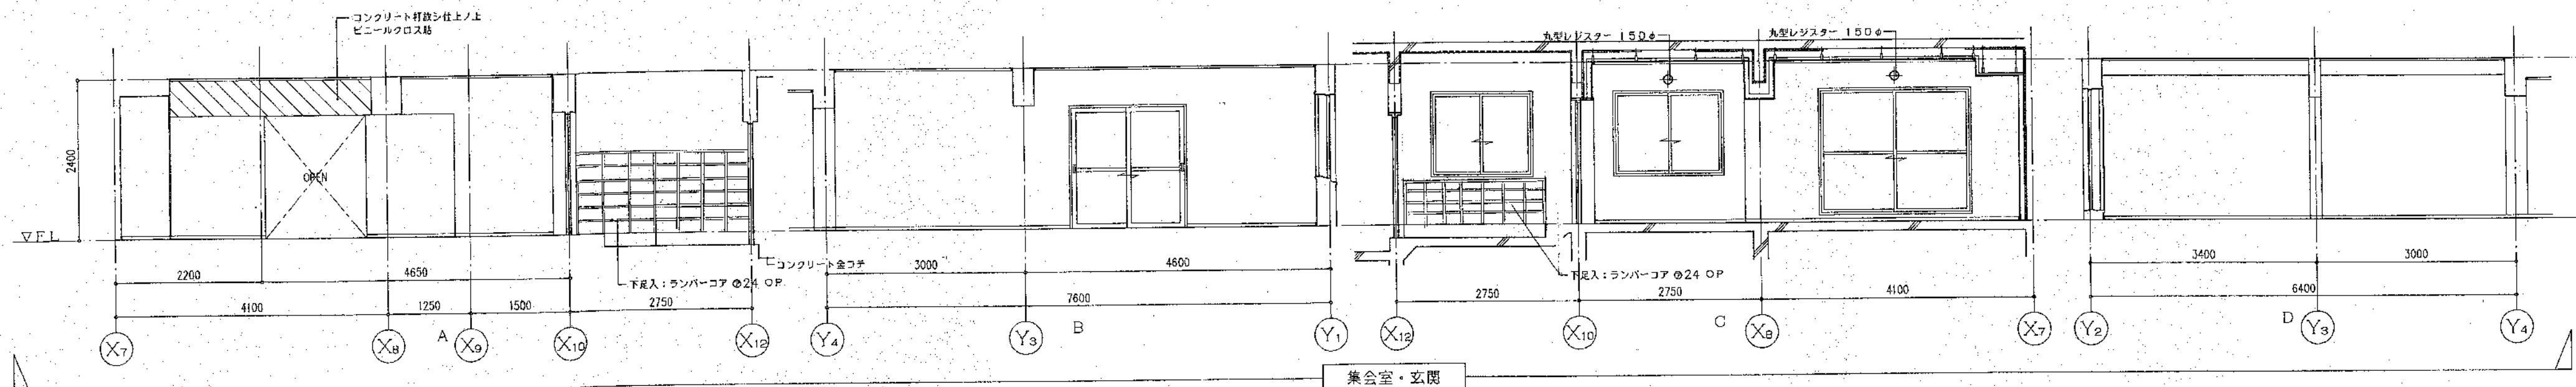 コンクリート打放シ仕上ノ上
ビニールクロス貼
丸型レジスター 150φ
丸型レジスター 150φ
2400
OPEN
▽FL
コンクリート金コテ
下足入：ランバーコア ⑦24 OP
下足入：ランバーコア ⑦24 OP
2200 4650
3000 4600
3400 3000
4100 1250 1500 2750
7600
2750 2750 4100
6400
X7 X8 A X9 X10 X12
Y4 Y3 B Y1
X12 X10 C X8 X7
Y2 D Y3 Y4
集会室・玄関